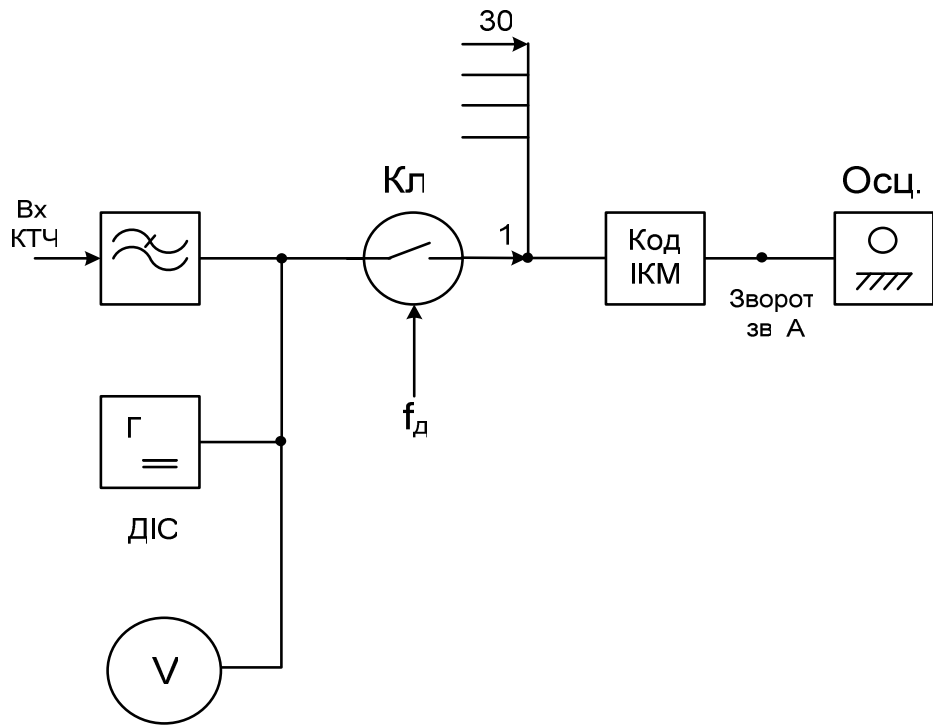 30
Кл
Осц.
Вх
КТЧ
1
Код
ІКМ
Зворот
зв А
fд
Г
ДІС
V